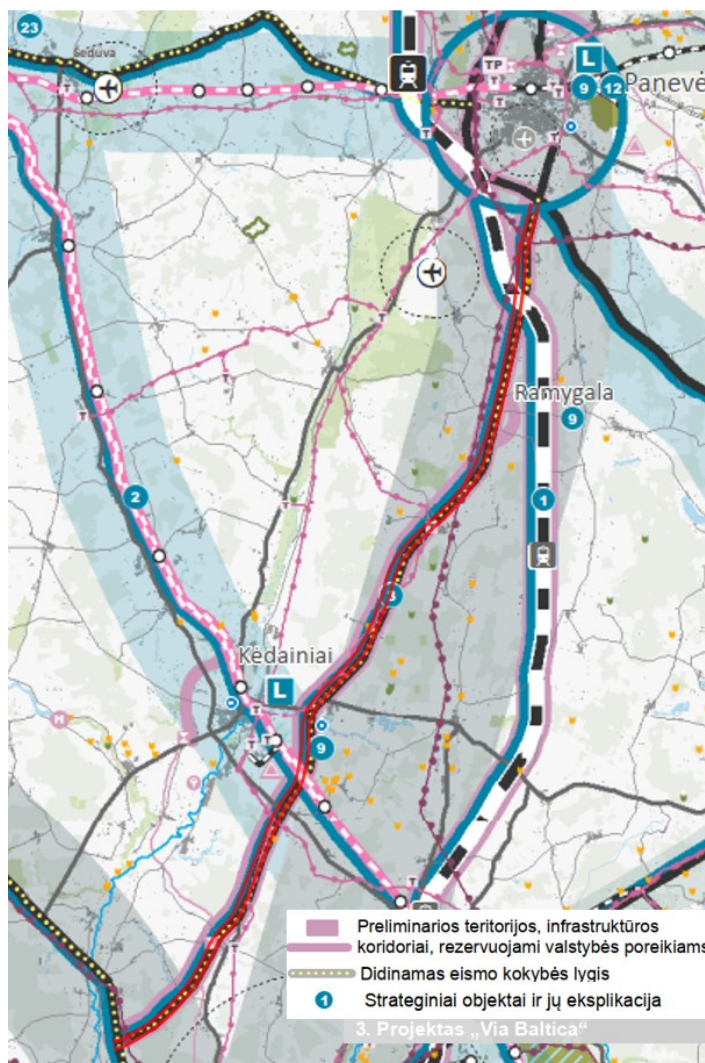 23
Šeduva
L
TP
9
12
Panevė
T
Ramygala
9
2
1
3
Kėdainiai
L
9
H
Preliminarios teritorijos, infrastruktūros
koridoriai, rezervuojami valstybės poreikiams
Didinamas eismo kokybės lygis
1 Strateginiai objektai ir jų eksplikacija
3. Projektas „Via Baltica“